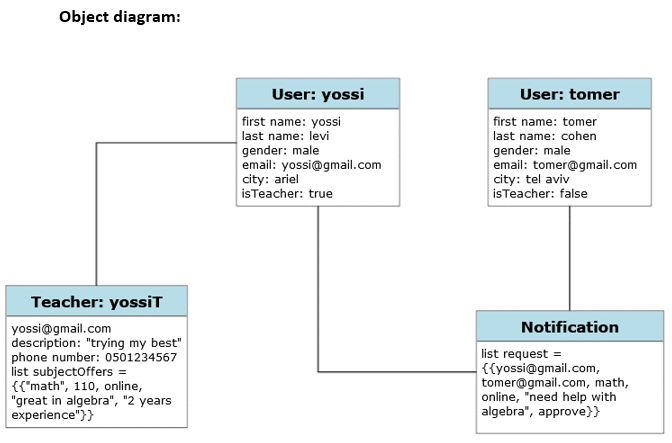 Object diagram:
User: yossi
first name: yossi
last name: levi
gender: male
email: yossi@gmail.com
city: ariel
isTeacher: true
User: tomer
first name: tomer
last name: cohen
gender: male
email: tomer@gmail.com
city: tel aviv
isTeacher: false
Teacher: yossiT
yossi@gmail.com
description: "trying my best"
phone number: 0501234567
list subjectOffers =
{{"math", 110, online,
"great in algebra", "2 years
experience"}}
Notification
list request =
{{yossi@gmail.com,
tomer@gmail.com, math,
online, "need help with
algebra", approve}}